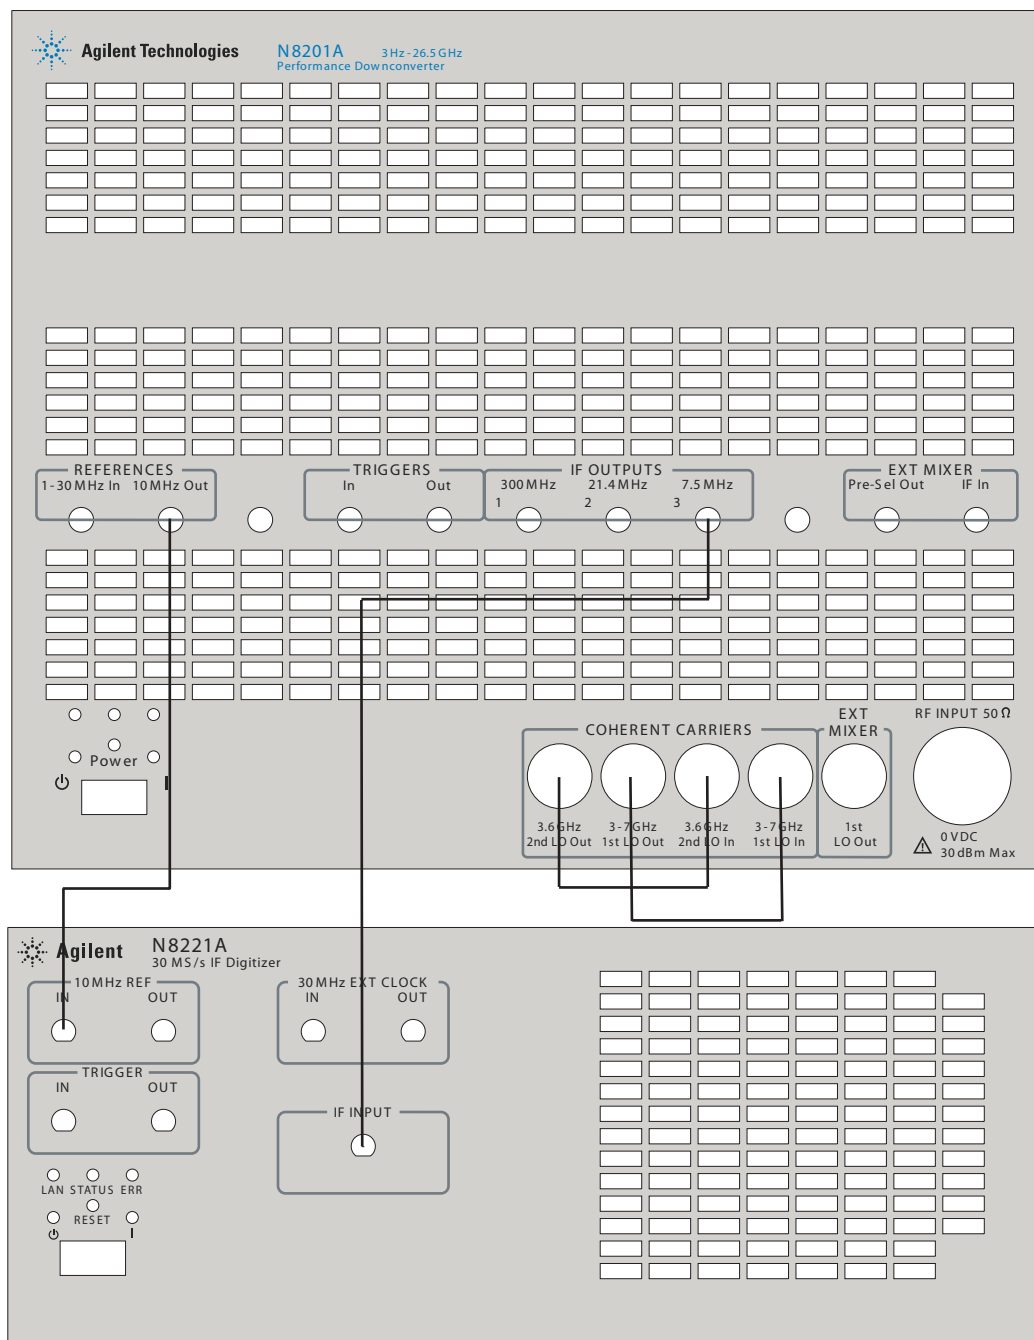 Agilent Technologies
N8201A 3 Hz - 26.5 GHz
Performance Downconverter
REFERENCES
1-30 MHz In 10 MHz Out
TRIGGERS
In Out
IF OUTPUTS
300 MHz 21.4 MHz 7.5 MHz
1 2 3
EXT MIXER
Pre-Sel Out IF In
Power
COHERENT CARRIERS
3.6 GHz 3-7 GHz 3.6 GHz 3-7 GHz
2nd LO Out 1st LO Out 2nd LO In 1st LO In
EXT
MIXER
1st
LO Out
RF INPUT 50 Ω
0 VDC
30 dBm Max
Agilent
N8221A
30 MS/s IF Digitizer
10 MHz REF
IN OUT
30 MHz EXT CLOCK
IN OUT
TRIGGER
IN OUT
IF INPUT
LAN STATUS ERR
RESET